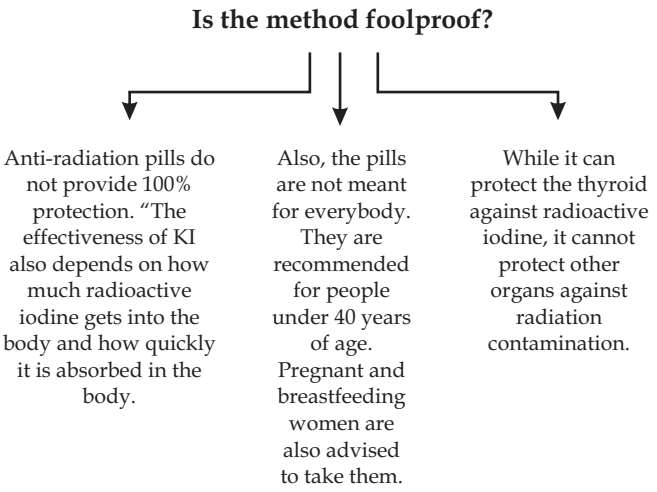 Is the method foolproof?
Anti-radiation pills do
not provide 100%
protection. “The
effectiveness of KI
also depends on how
much radioactive
iodine gets into the
body and how quickly
it is absorbed in the
body.
Also, the pills
are not meant
for everybody.
They are
recommended
for people
under 40 years
of age.
Pregnant and
breastfeeding
women are
also advised
to take them.
While it can
protect the thyroid
against radioactive
iodine, it cannot
protect other
organs against
radiation
contamination.